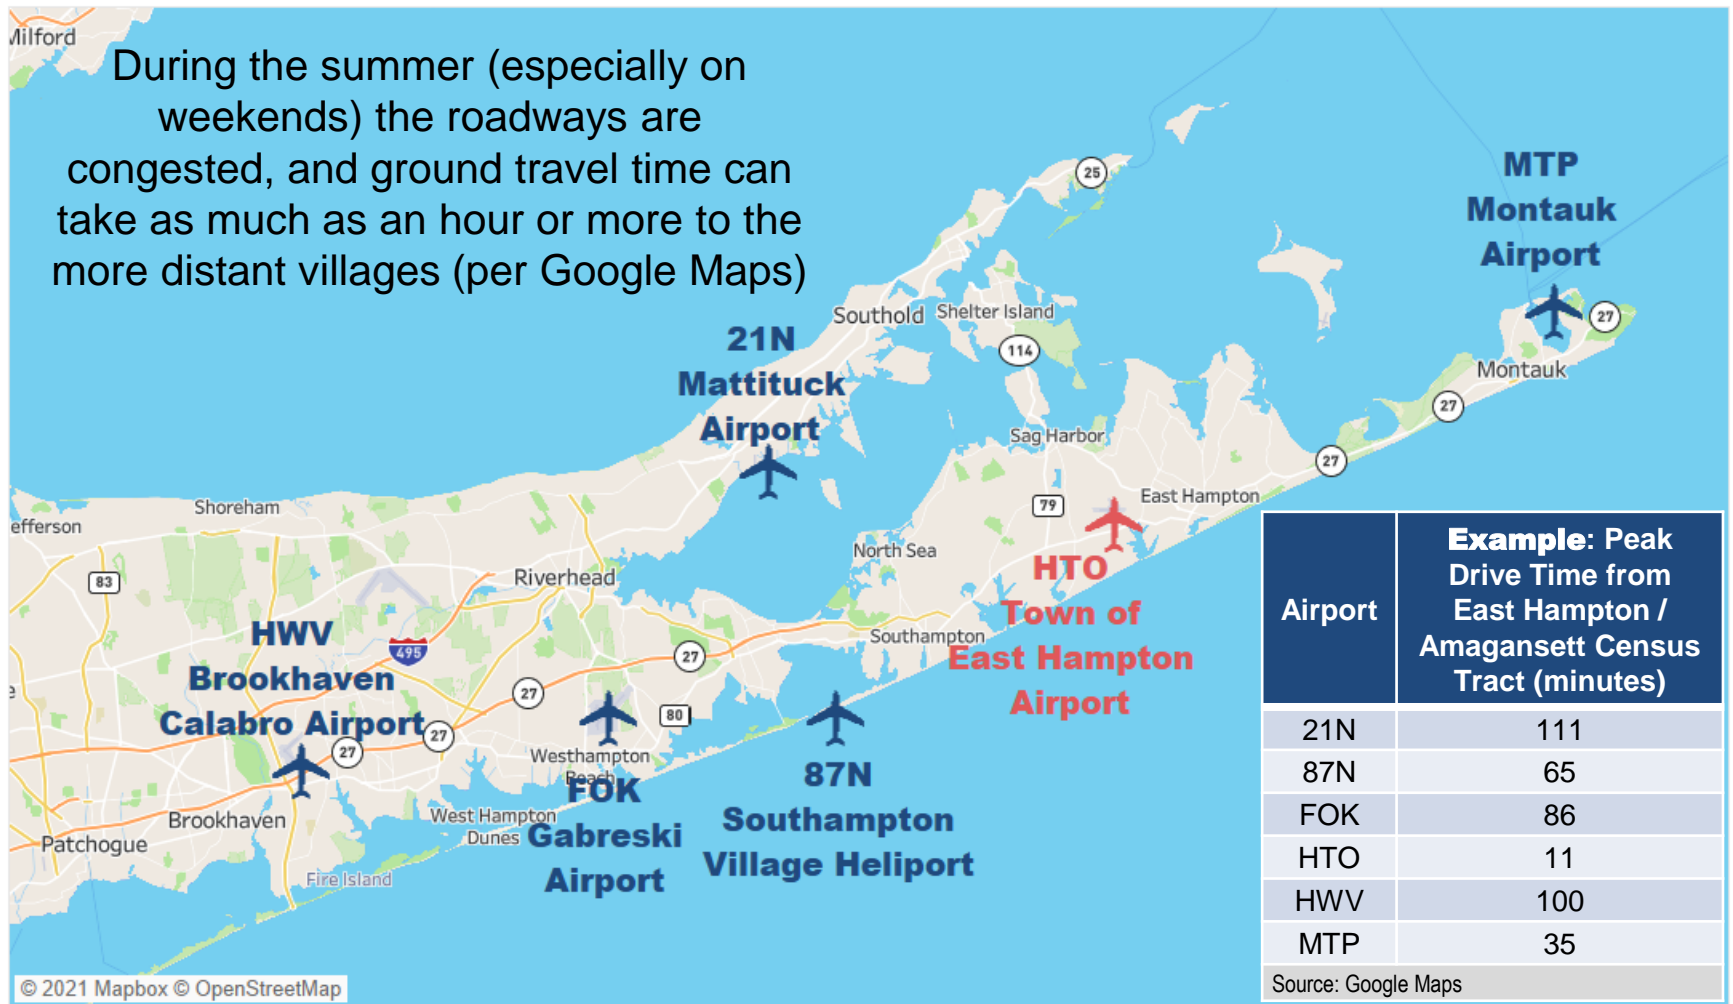 Milford
During the summer (especially on
weekends) the roadways are
congested, and ground travel time can
take as much as an hour or more to the
more distant villages (per Google Maps)
25
MTP
Montauk
Airport
Southold
Shelter Island
27
21N
Mattituck
Airport
114
Montauk
27
Sag Harbor
27
Shoreham
79
East Hampton
efferson
North Sea
HTO
Town of
East Hampton
Airport
83
Riverhead
HWV
Brookhaven
Calabro Airport
495
27
Southampton
27
80
27
27
Westhampton
Beach
FOK
Gabreski
Airport
87N
Southampton
Village Heliport
West Hampton
Dunes
Brookhaven
Patchogue
Fire Island
e
Airport
Example: Peak
Drive Time from
East Hampton /
Amagansett Census
Tract (minutes)
21N 111
87N 65
FOK 86
HTO 11
HWV 100
MTP 35
Source: Google Maps
© 2021 Mapbox © OpenStreetMap